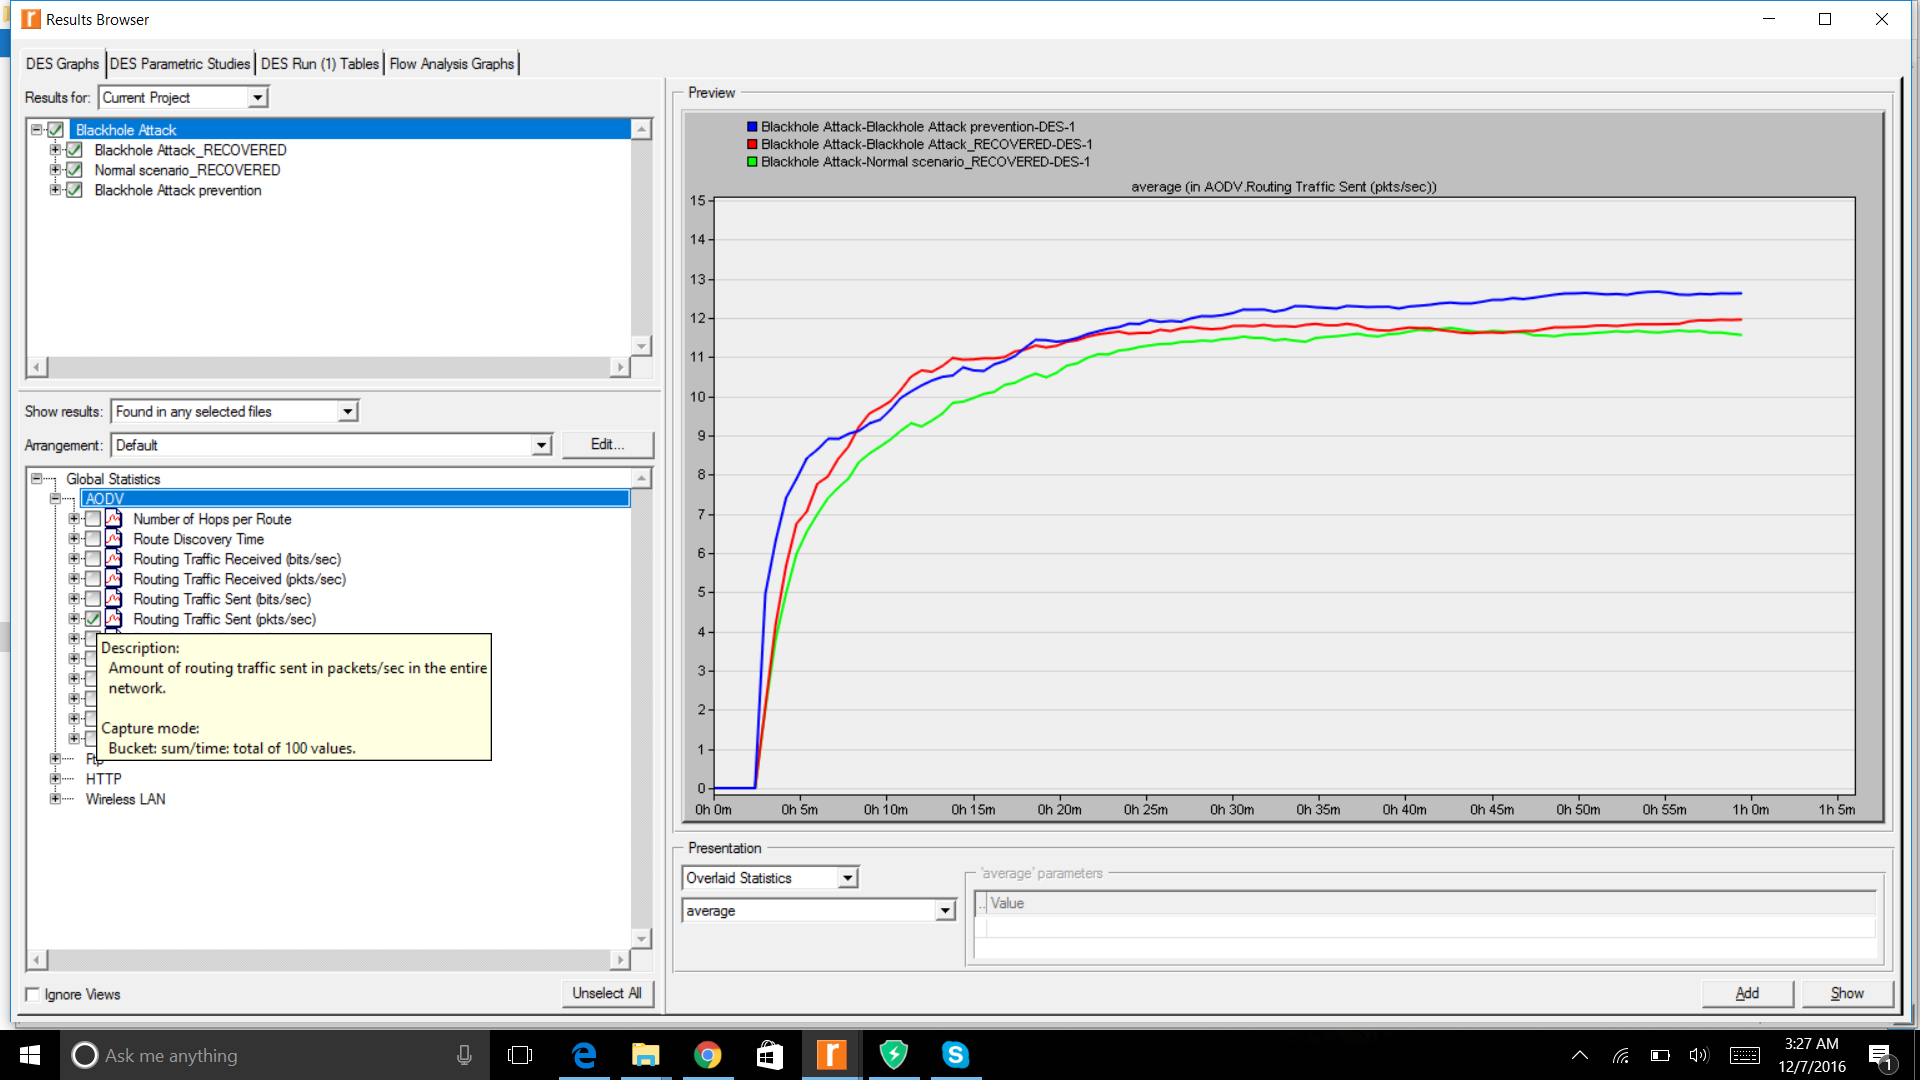 Results Browser
DES Graphs
DES Parametric Studies
DES Run (1) Tables
Flow Analysis Graphs
Results for:
Current Project
Blackhole Attack
Blackhole Attack_RECOVERED
Normal scenario_RECOVERED
Blackhole Attack prevention
Show results:
Found in any selected files
Arrangement:
Default
Edit...
Global Statistics
AODV
Number of Hops per Route
Route Discovery Time
Routing Traffic Received (bits/sec)
Routing Traffic Received (pkts/sec)
Routing Traffic Sent (bits/sec)
Routing Traffic Sent (pkts/sec)
Description:
Amount of routing traffic sent in packets/sec in the entire
network.
Capture mode:
Bucket: sum/time: total of 100 values.
HTTP
Wireless LAN
Ignore Views
Unselect All
Preview
Blackhole Attack-Blackhole Attack prevention-DES-1
Blackhole Attack-Blackhole Attack_RECOVERED-DES-1
Blackhole Attack-Normal scenario_RECOVERED-DES-1
average (in AODV.Routing Traffic Sent (pkts/sec))
15
14
13
12
11
10
9
8
7
6
5
4
3
2
1
0
0h 0m
0h 5m
0h 10m
0h 15m
0h 20m
0h 25m
0h 30m
0h 35m
0h 40m
0h 45m
0h 50m
0h 55m
1h 0m
1h 5m
Presentation
Overlaid Statistics
average
'average' parameters
.. Value
Add
Show
Ask me anything
3:27 AM
12/7/2016
1